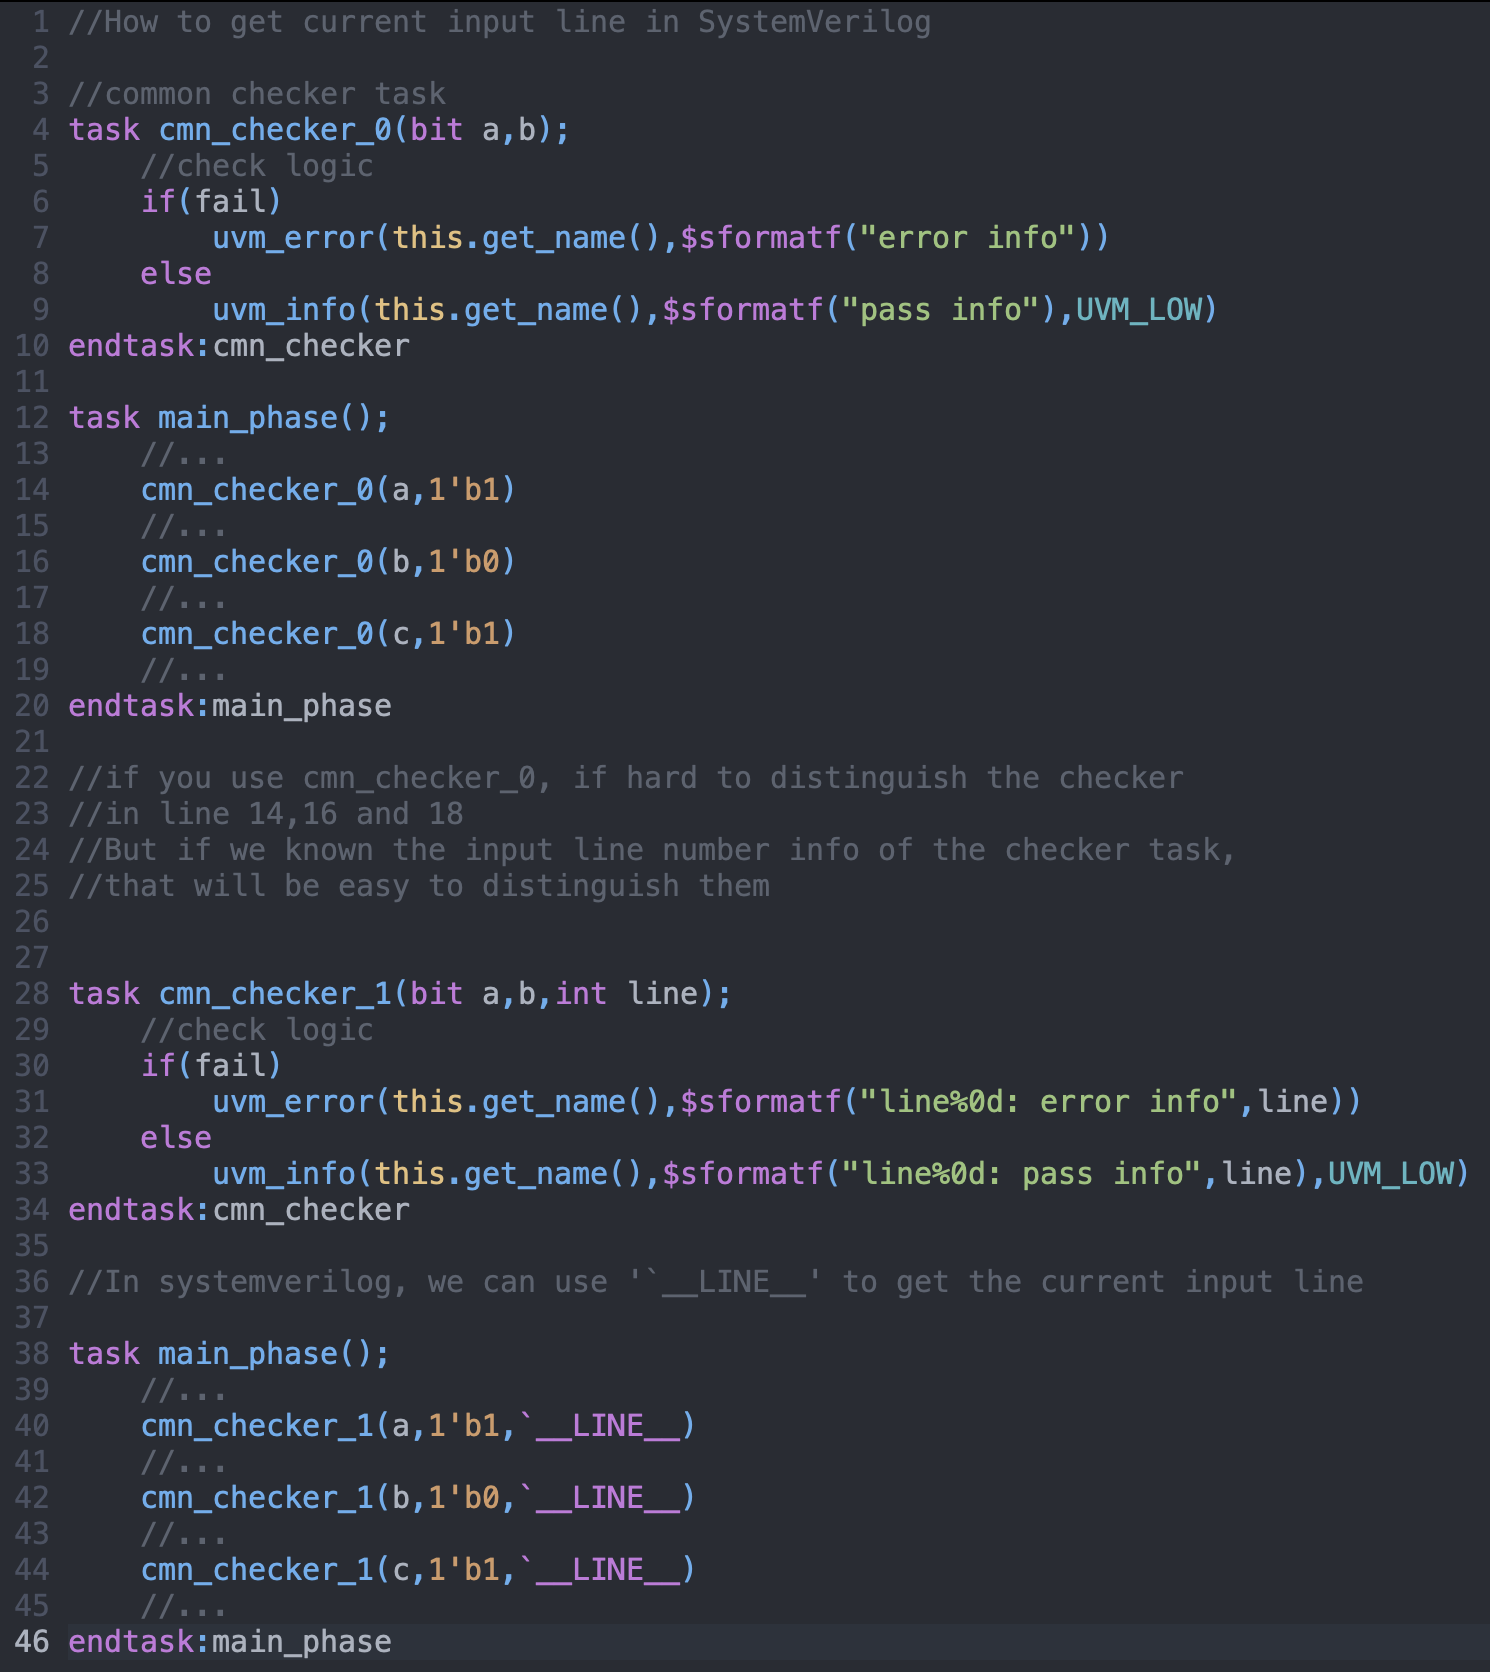 1 //How to get current input line in SystemVerilog
2
3 //common checker task
4 task cmn_checker_0(bit a,b);
5     //check logic
6     if(fail)
7         uvm_error(this.get_name(),$sformatf("error info"))
8     else
9         uvm_info(this.get_name(),$sformatf("pass info"),UVM_LOW)
10 endtask:cmn_checker
11
12 task main_phase();
13     //...
14     cmn_checker_0(a,1'b1)
15     //...
16     cmn_checker_0(b,1'b0)
17     //...
18     cmn_checker_0(c,1'b1)
19     //...
20 endtask:main_phase
21
22 //if you use cmn_checker_0, if hard to distinguish the checker
23 //in line 14,16 and 18
24 //But if we known the input line number info of the checker task,
25 //that will be easy to distinguish them
26
27
28 task cmn_checker_1(bit a,b,int line);
29     //check logic
30     if(fail)
31         uvm_error(this.get_name(),$sformatf("line%0d: error info",line))
32     else
33         uvm_info(this.get_name(),$sformatf("line%0d: pass info",line),UVM_LOW)
34 endtask:cmn_checker
35
36 //In systemverilog, we can use '`__LINE__' to get the current input line
37
38 task main_phase();
39     //...
40     cmn_checker_1(a,1'b1,`__LINE__)
41     //...
42     cmn_checker_1(b,1'b0,`__LINE__)
43     //...
44     cmn_checker_1(c,1'b1,`__LINE__)
45     //...
46 endtask:main_phase